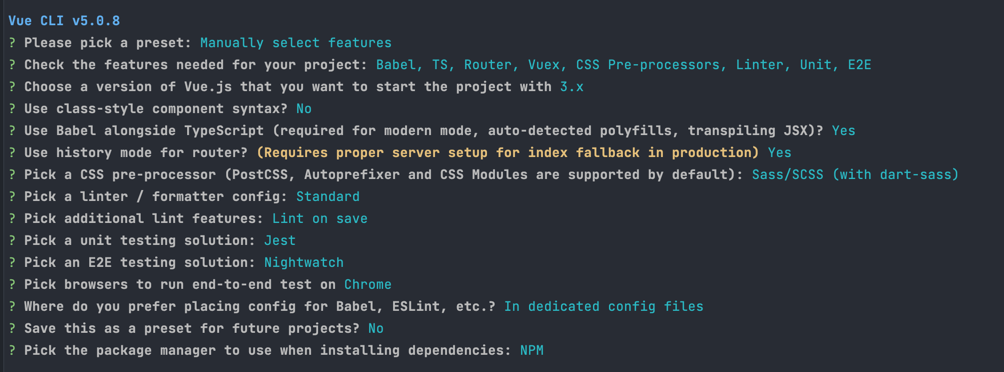 Vue CLI v5.0.8
? Please pick a preset: Manually select features
? Check the features needed for your project: Babel, TS, Router, Vuex, CSS Pre-processors, Linter, Unit, E2E
? Choose a version of Vue.js that you want to start the project with 3.x
? Use class-style component syntax? No
? Use Babel alongside TypeScript (required for modern mode, auto-detected polyfills, transpiling JSX)? Yes
? Use history mode for router? (Requires proper server setup for index fallback in production) Yes
? Pick a CSS pre-processor (PostCSS, Autoprefixer and CSS Modules are supported by default): Sass/SCSS (with dart-sass)
? Pick a linter / formatter config: Standard
? Pick additional lint features: Lint on save
? Pick a unit testing solution: Jest
? Pick an E2E testing solution: Nightwatch
? Pick browsers to run end-to-end test on Chrome
? Where do you prefer placing config for Babel, ESLint, etc.? In dedicated config files
? Save this as a preset for future projects? No
? Pick the package manager to use when installing dependencies: NPM